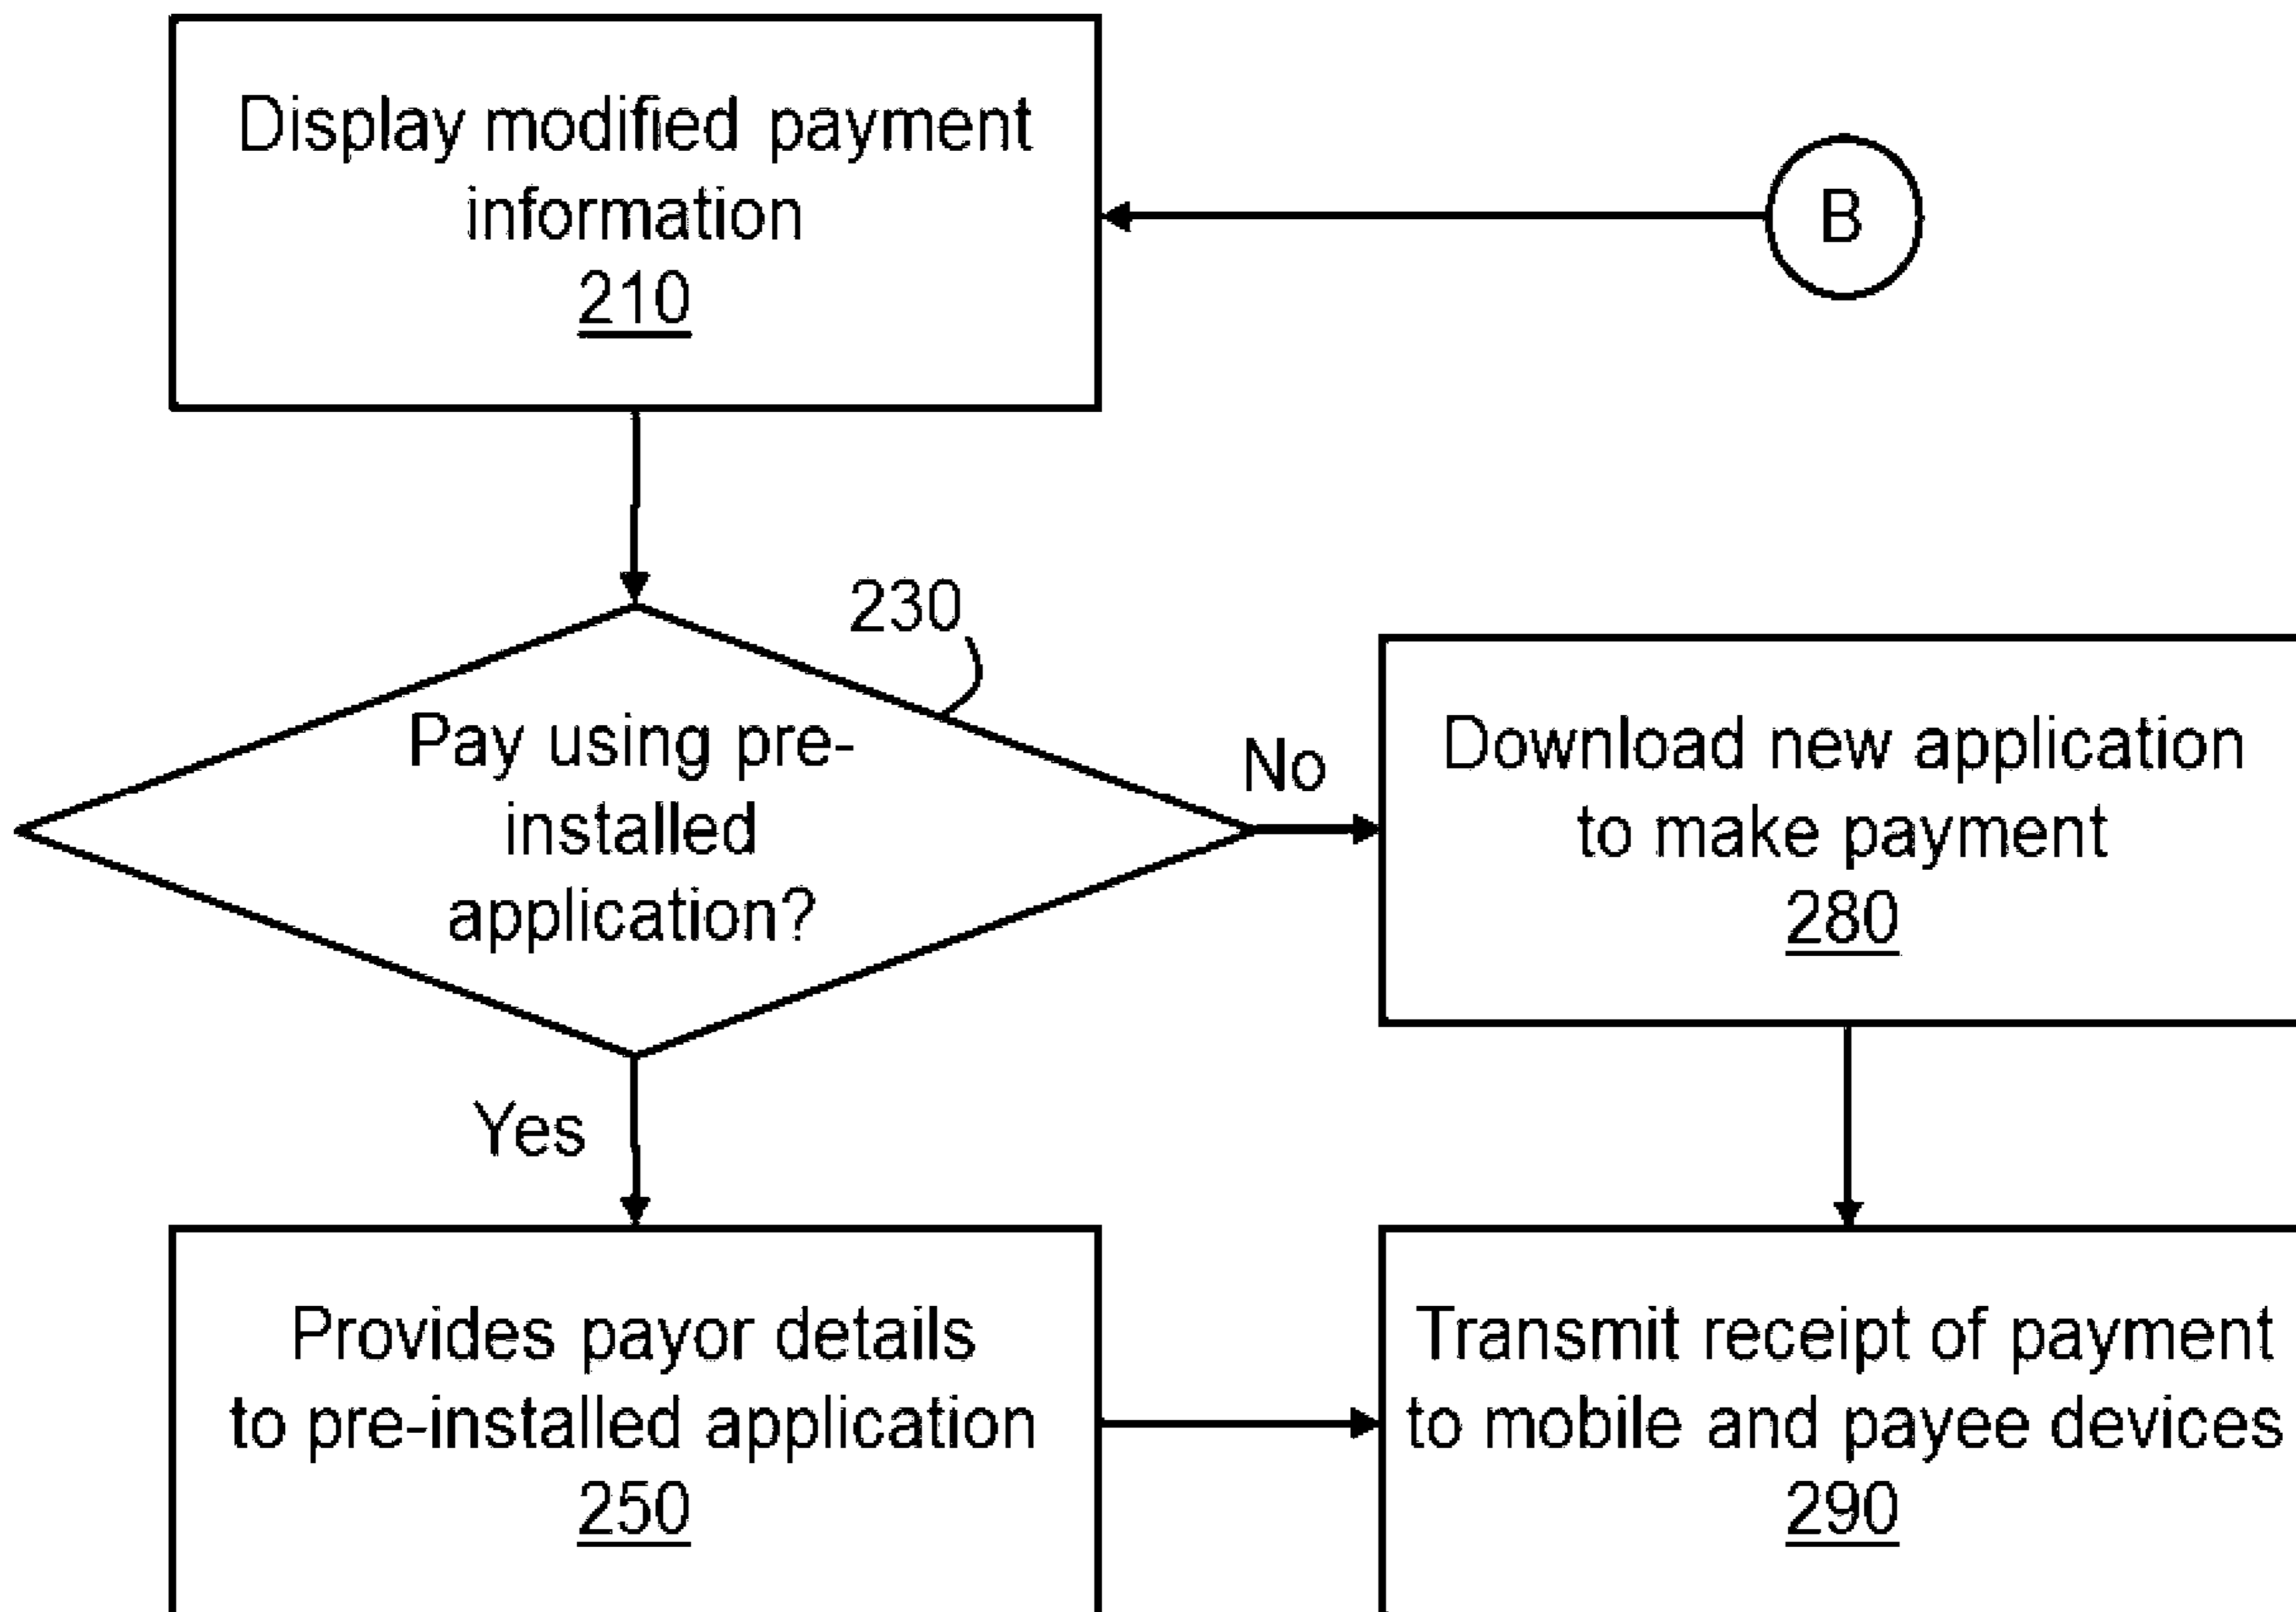 Display modified payment
information
210
B
230
Pay using pre-
installed
application?
No
Download new application
to make payment
280
Yes
Provides payor details
to pre-installed application
250
Transmit receipt of payment
to mobile and payee devices
290